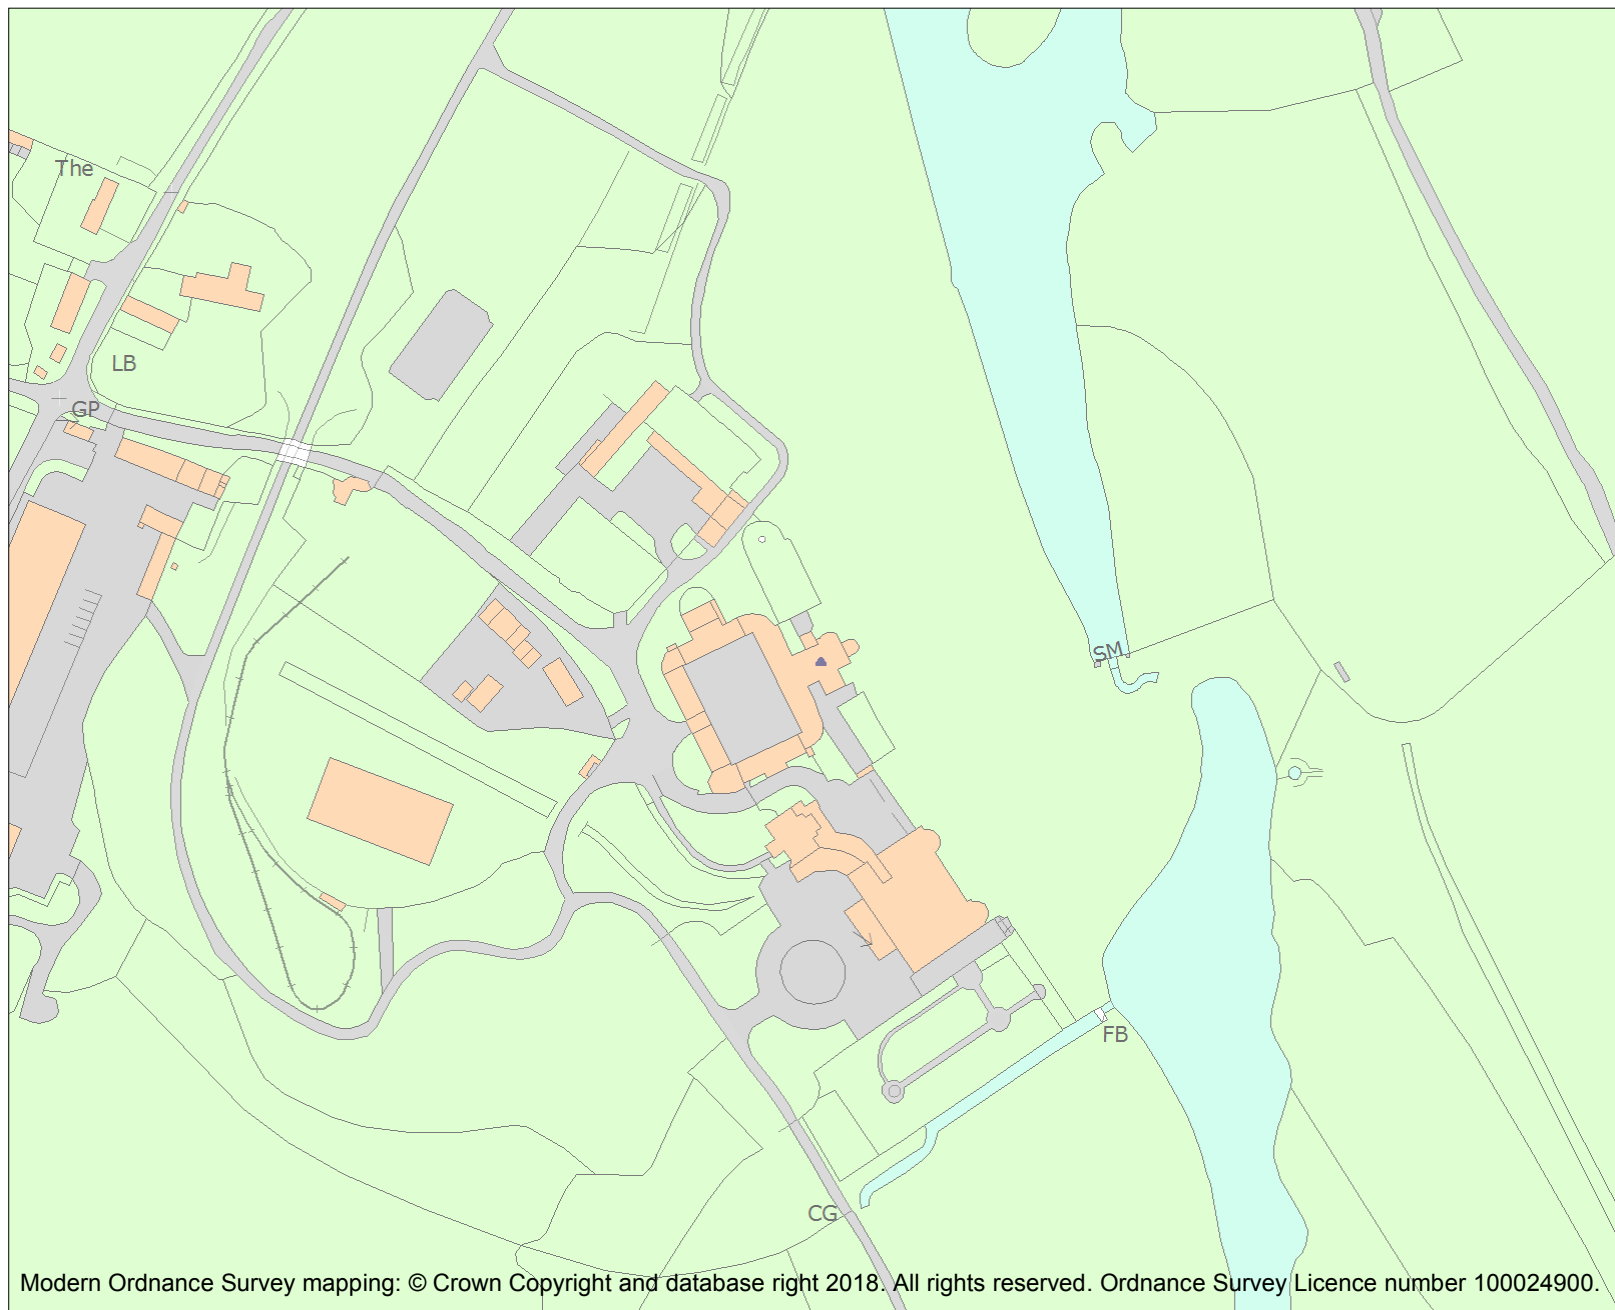 The
LB
GP
SM
FB
CG
Modern Ordnance Survey mapping: © Crown Copyright and database right 2018. All rights reserved. Ordnance Survey Licence number 100024900.